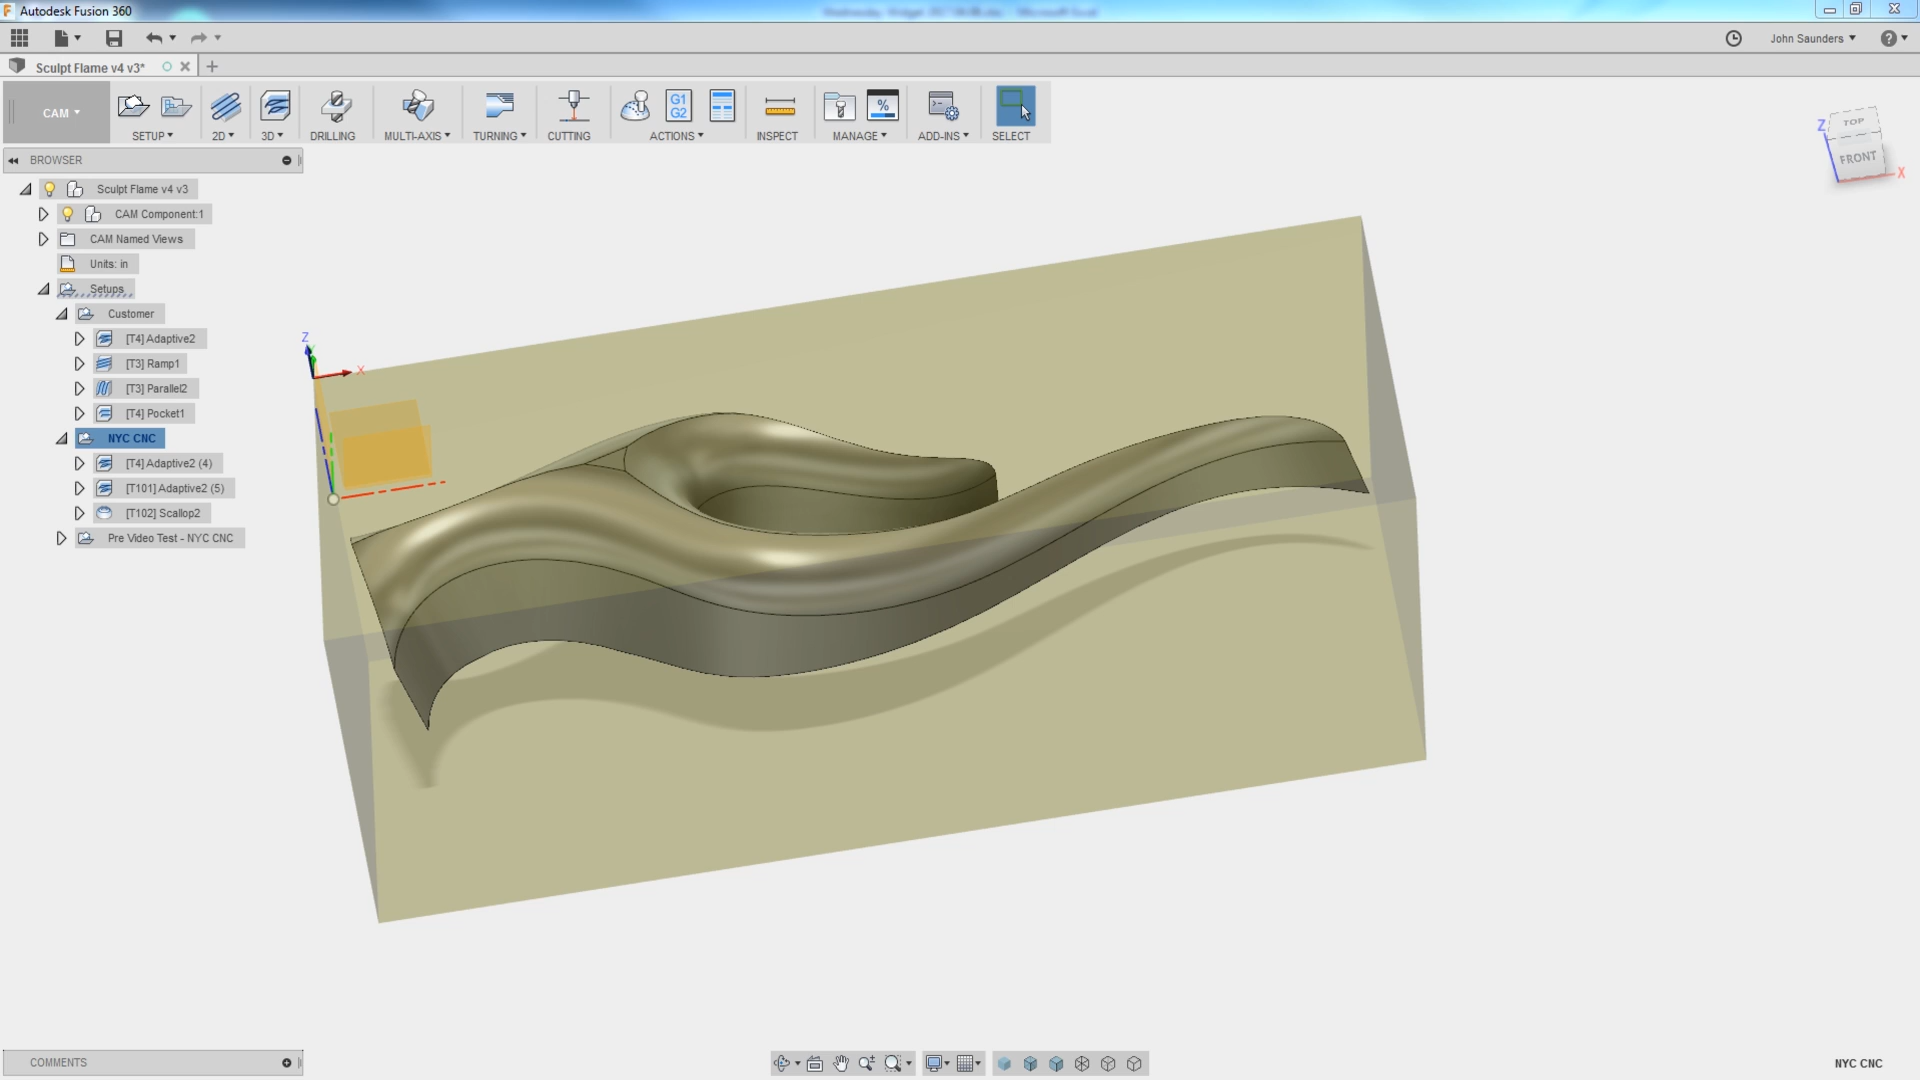 Autodesk Fusion 360
John Saunders
Sculpt Flame v4 v3*
CAM
G1
G2
%
SETUP
2D
3D
DRILLING
MULTI-AXIS
TURNING
CUTTING
ACTIONS
INSPECT
MANAGE
ADD-INS
SELECT
Z
TOP
FRONT
X
BROWSER
Sculpt Flame v4 v3
CAM Component:1
CAM Named Views
Units: in
Setups
Customer
[T4] Adaptive2
[T3] Ramp1
[T3] Parallel2
[T4] Pocket1
NYC CNC
[T4] Adaptive2 (4)
[T101] Adaptive2 (5)
[T102] Scallop2
Pre Video Test - NYC CNC
Z
X
COMMENTS
NYC CNC